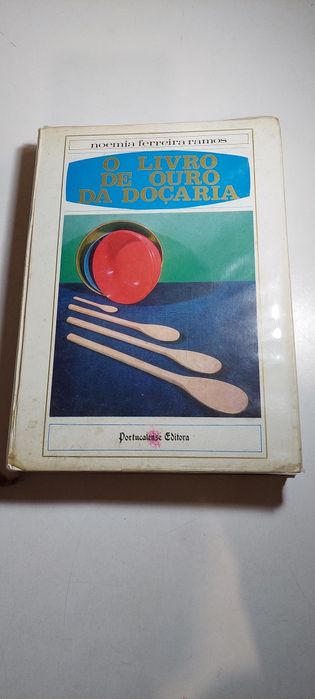 noemia ferreira ramos
O LIVRO
DE OURO
DA DOÇARIA
Portucalense Editora